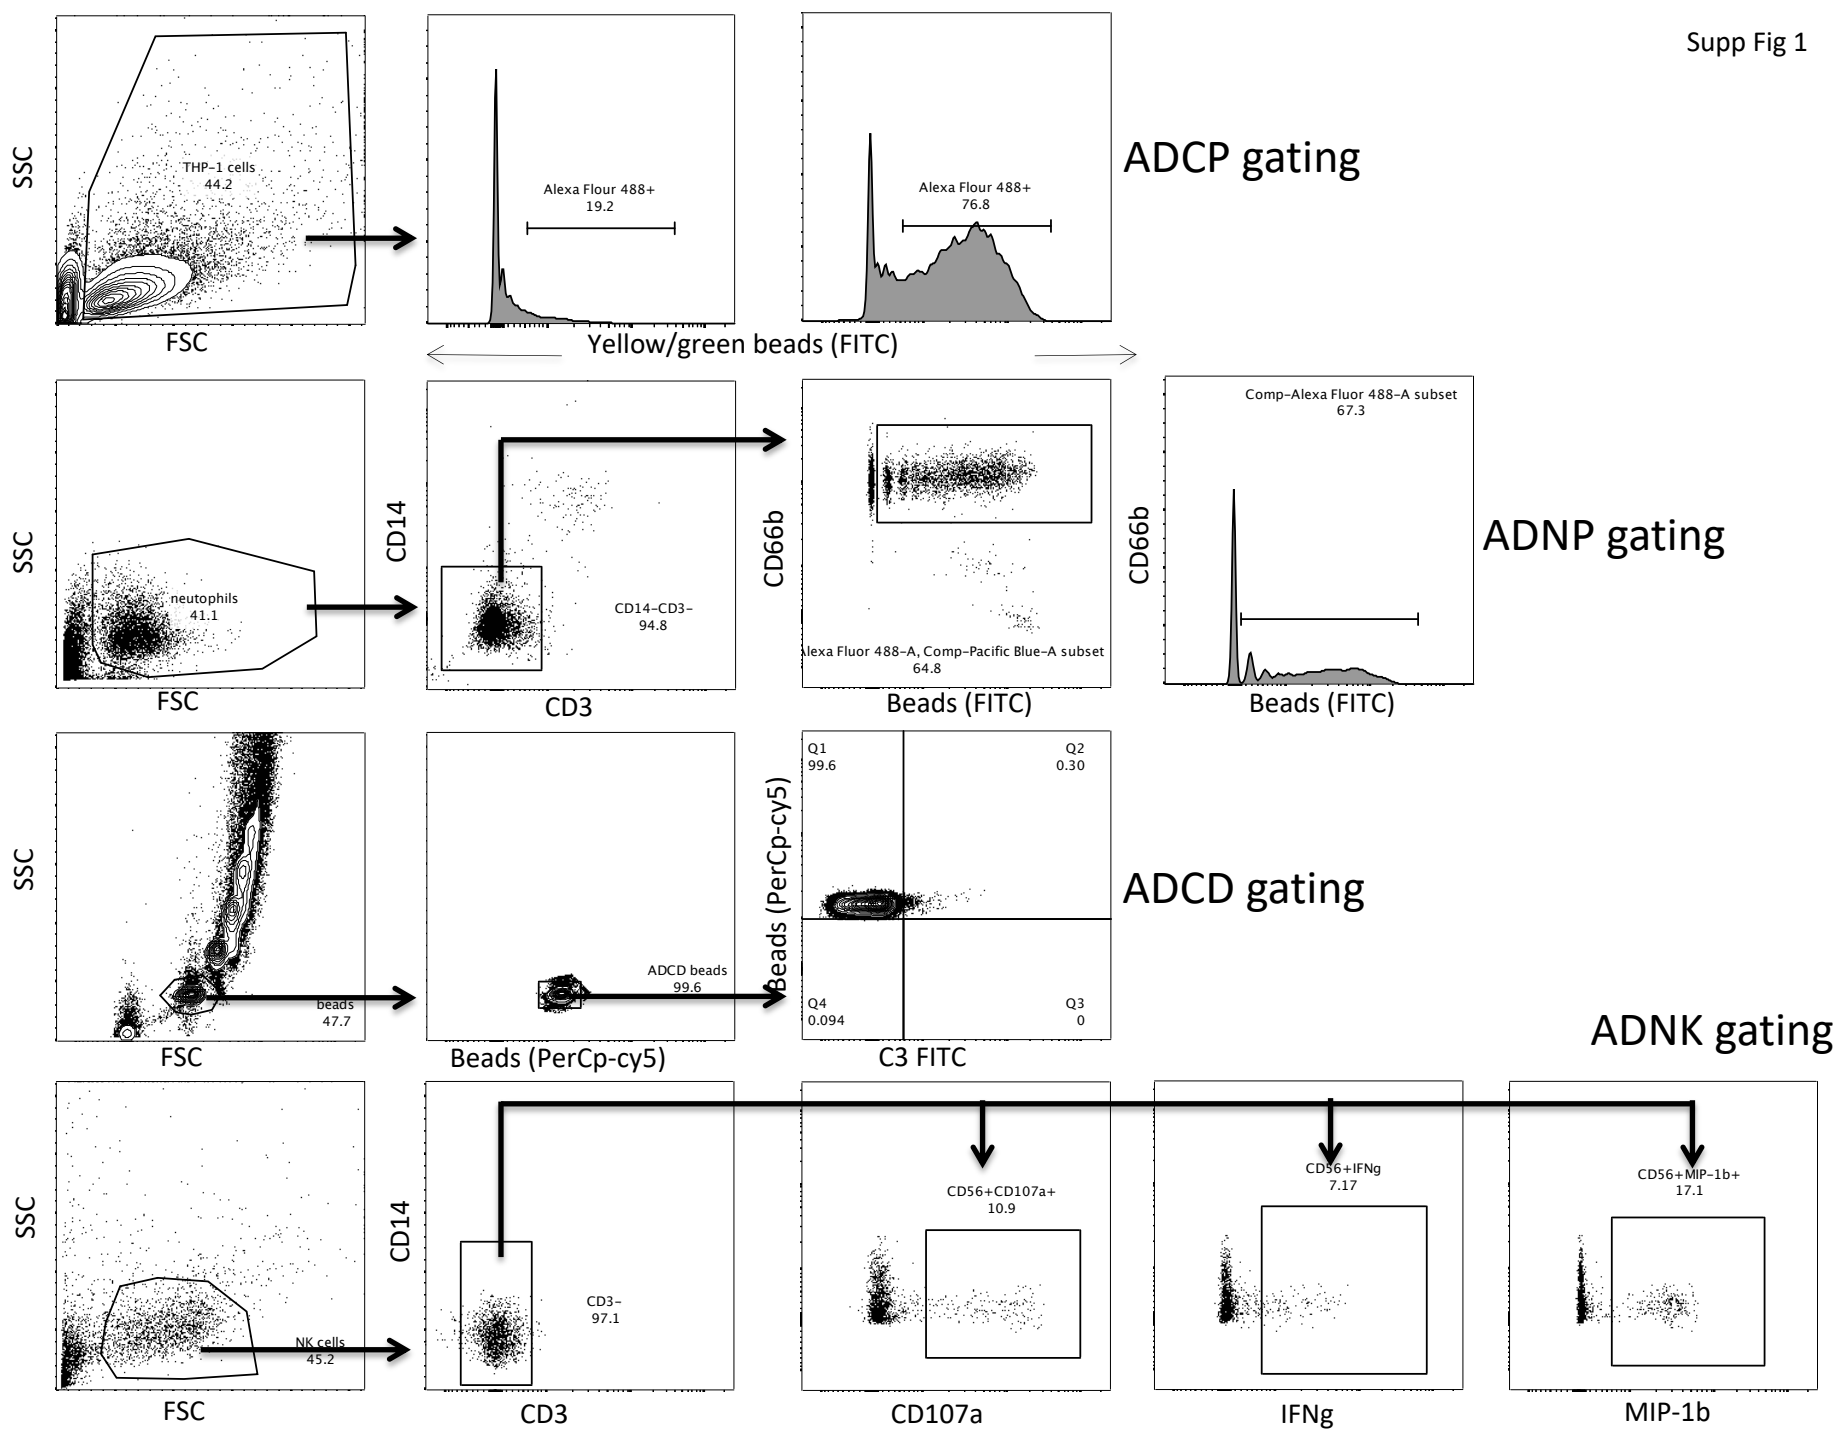 Supp Fig 1
SSC
THP-1 cells
44.2
FSC
Alexa Flour 488+
19.2
Alexa Flour 488+
76.8
Yellow/green beads (FITC)
ADCP gating
SSC
neutophils
41.1
FSC
CD14
CD14-CD3-
94.8
CD3
CD66b
lexa Fluor 488-A, Comp-Pacific Blue-A subset
64.8
Beads (FITC)
CD66b
Comp-Alexa Fluor 488-A subset
67.3
Beads (FITC)
ADNP gating
SSC
beads
47.7
FSC
ADCD beads
99.6
Beads (PerCp-cy5)
Beads (PerCp-cy5)
Q1
99.6
Q2
0.30
Q4
0.094
Q3
0
C3 FITC
ADCD gating
ADNK gating
SSC
NK cells
45.2
FSC
CD14
CD3-
97.1
CD3
CD56+CD107a+
10.9
CD107a
CD56+IFNg
7.17
IFNg
CD56+MIP-1b+
17.1
MIP-1b